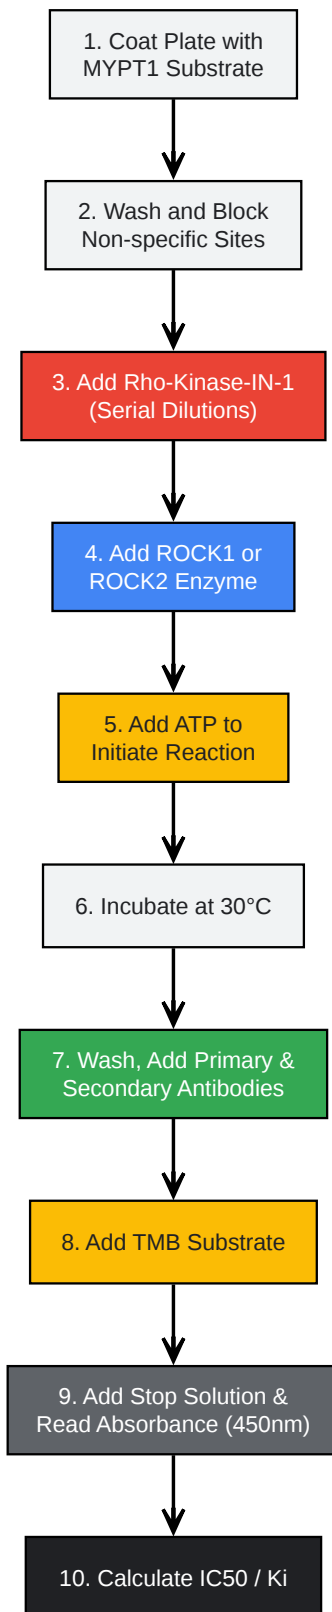 1. Coat Plate with
MYPT1 Substrate
2. Wash and Block
Non-specific Sites
3. Add Rho-Kinase-IN-1
(Serial Dilutions)
4. Add ROCK1 or
ROCK2 Enzyme
5. Add ATP to
Initiate Reaction
6. Incubate at 30°C
7. Wash, Add Primary &
Secondary Antibodies
8. Add TMB Substrate
9. Add Stop Solution &
Read Absorbance (450nm)
10. Calculate IC50 / Ki